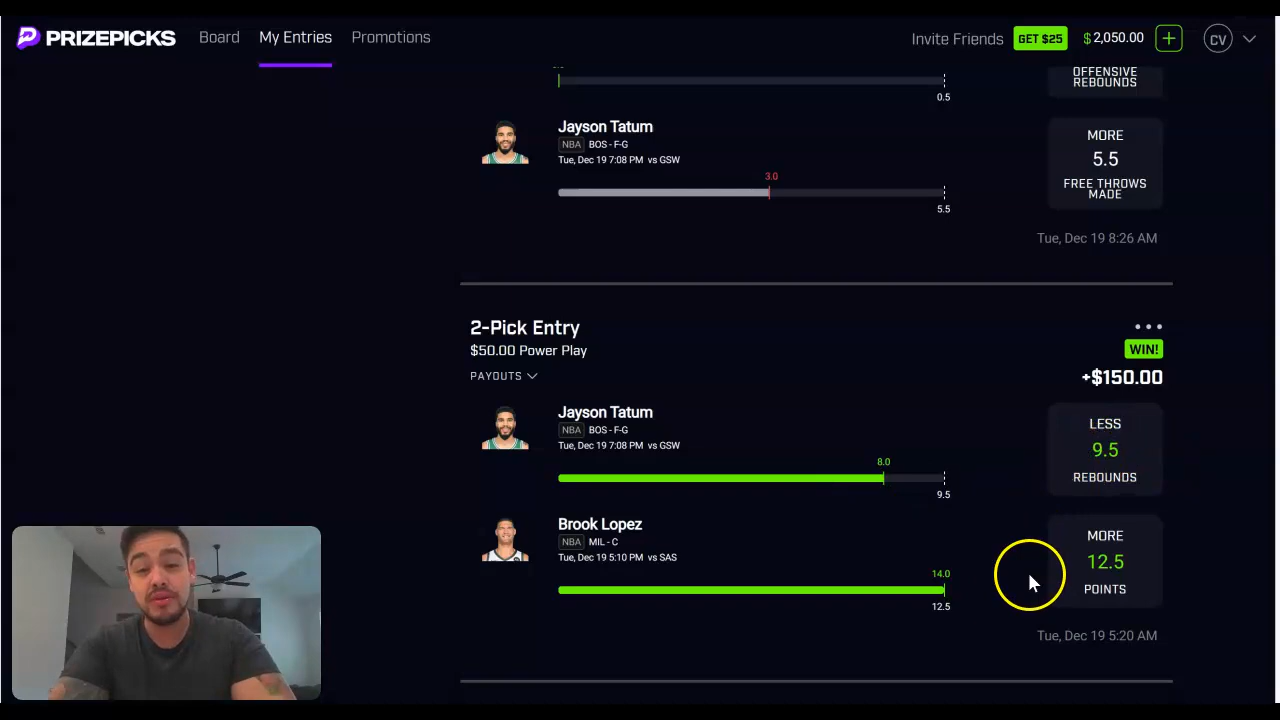 PRIZEPICKS
Board
My Entries
Promotions
Invite Friends
GET $25
$ 2,050.00
CV
OFFENSIVE
REBOUNDS
0.5
Jayson Tatum
NBA BOS - F-G
Tue, Dec 19 7:08 PM vs GSW
3.0
5.5
MORE
5.5
FREE THROWS
MADE
Tue, Dec 19 8:26 AM
2-Pick Entry
$50.00 Power Play
PAYOUTS
WIN!
+$150.00
Jayson Tatum
NBA BOS - F-G
Tue, Dec 19 7:08 PM vs GSW
8.0
9.5
LESS
9.5
REBOUNDS
Brook Lopez
NBA MIL - C
Tue, Dec 19 5:10 PM vs SAS
14.0
12.5
MORE
12.5
POINTS
Tue, Dec 19 5:20 AM